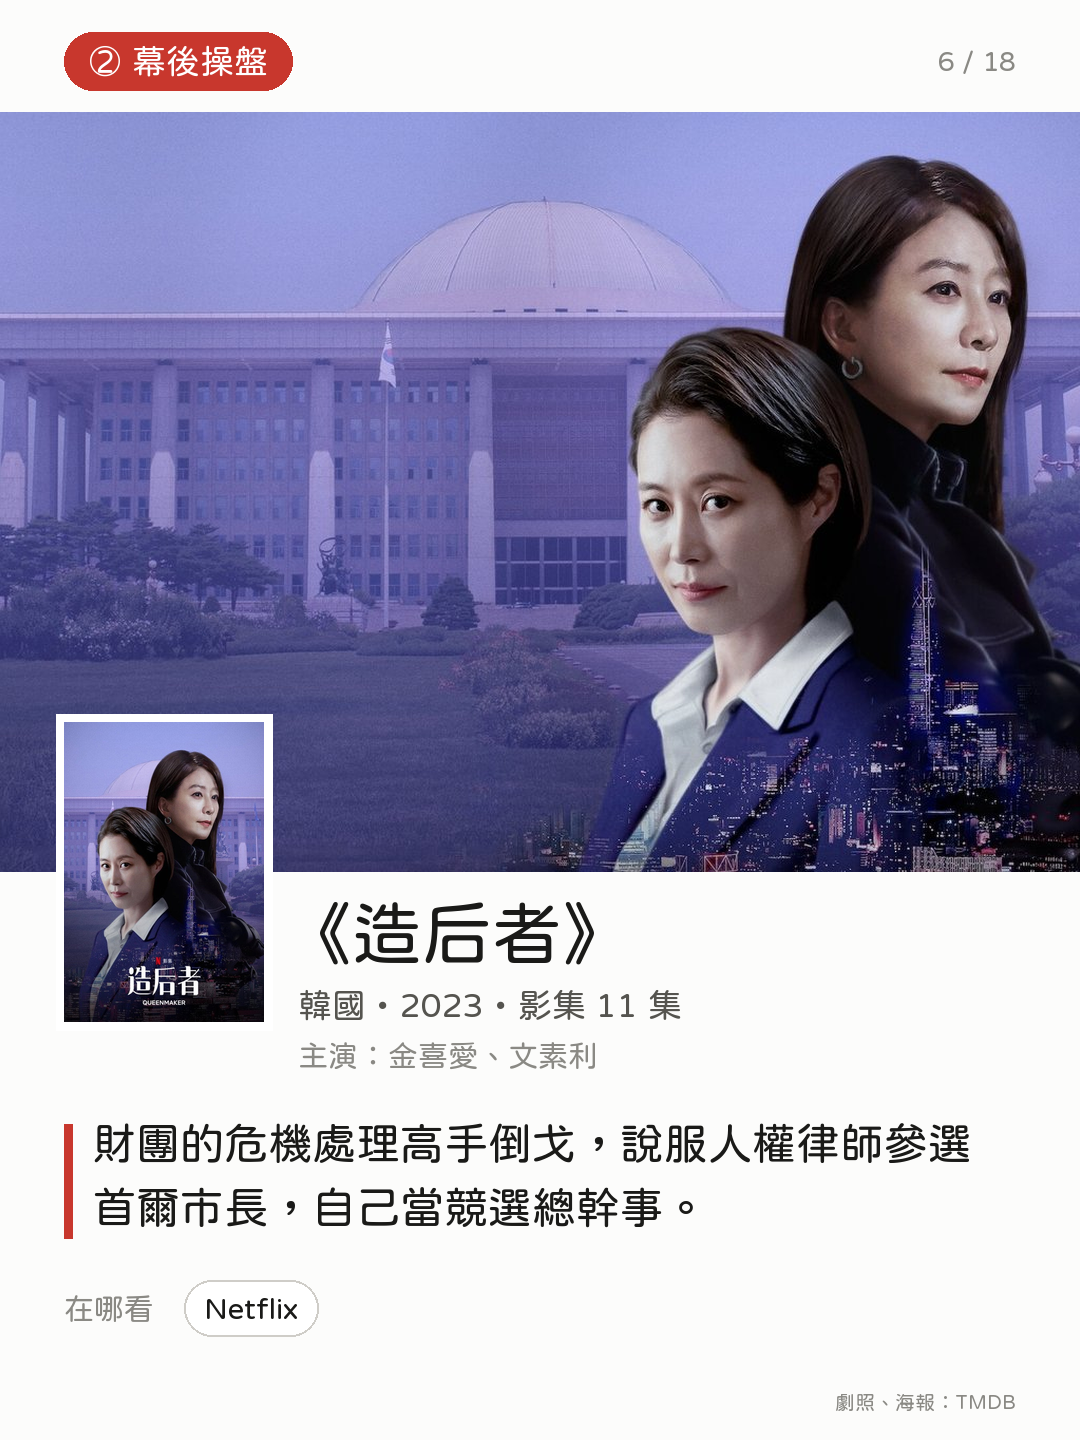 ② 幕後操盤
6 / 18
造后者
QUEENMAKER
《造后者》
韓國・2023・影集 11 集
主演：金喜愛、文素利
財團的危機處理高手倒戈，說服人權律師參選
首爾市長，自己當競選總幹事。
在哪看 Netflix
劇照、海報：TMDB